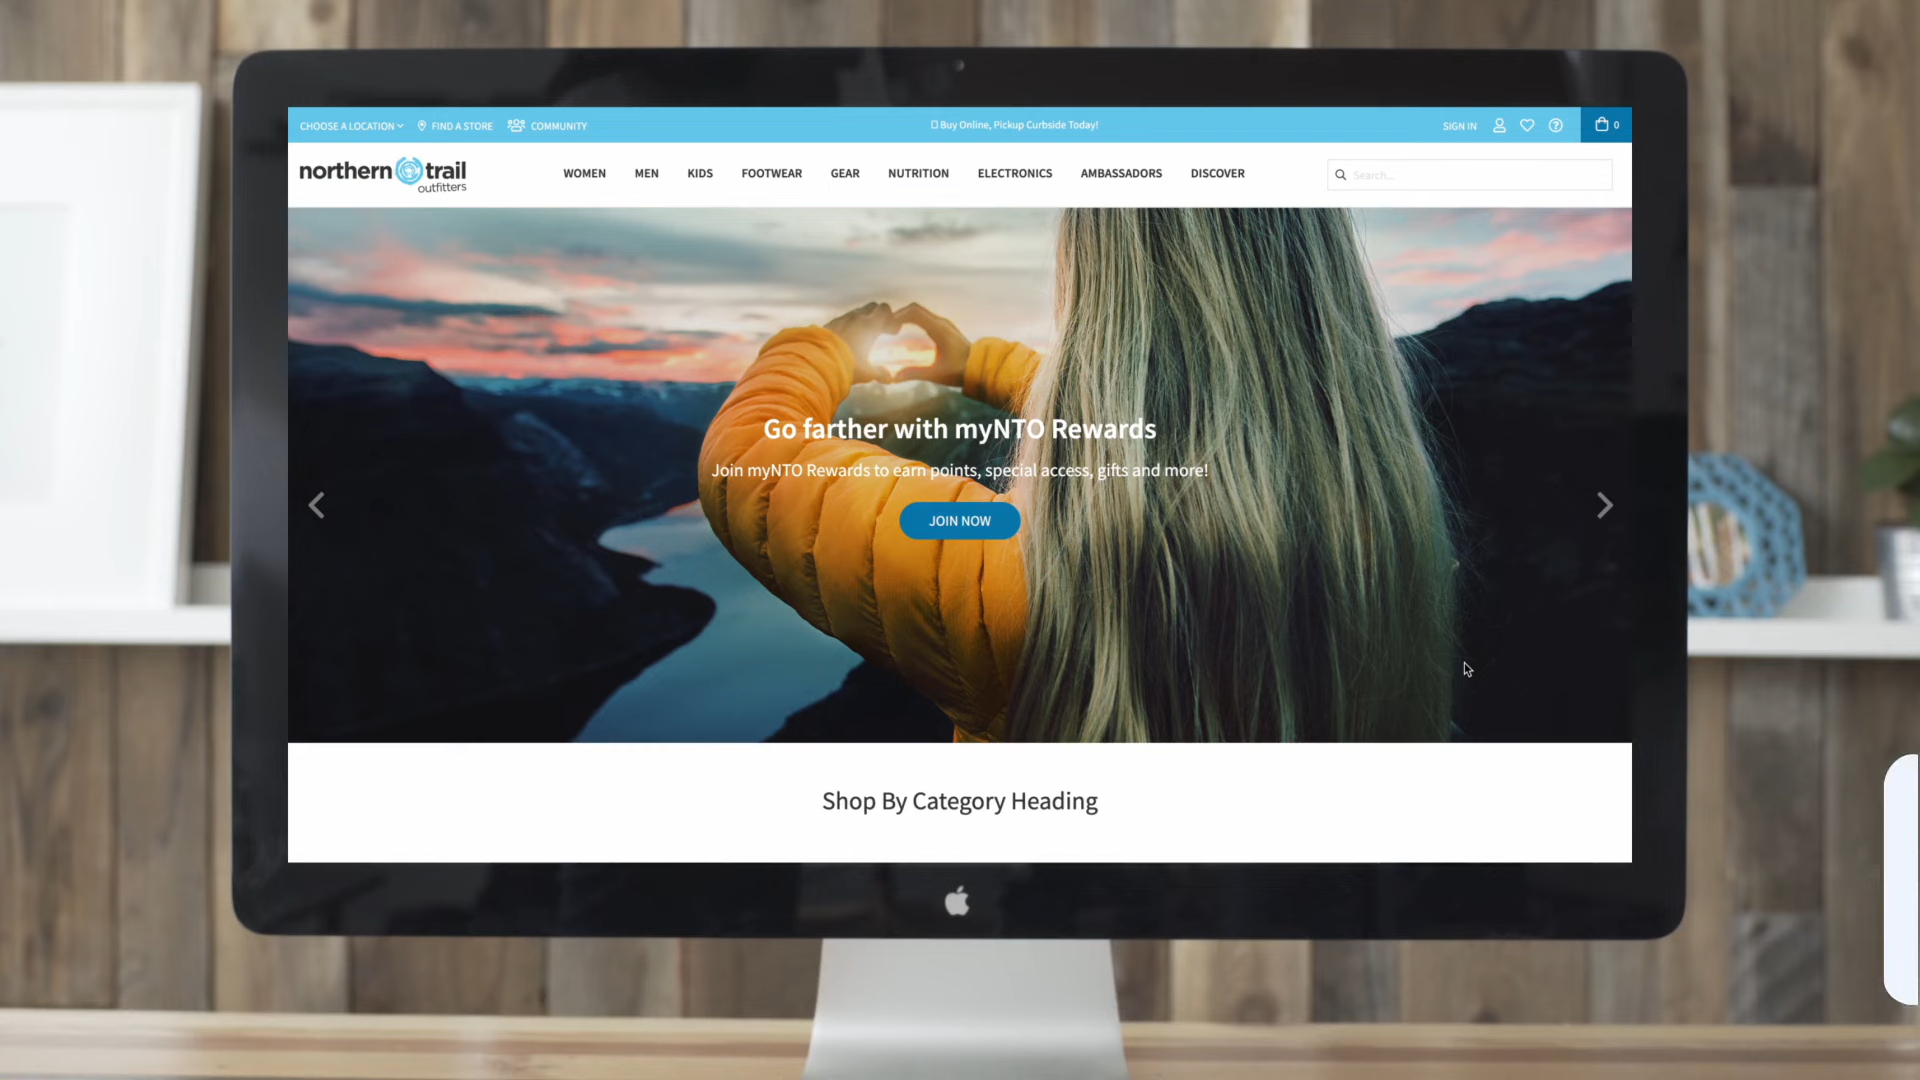 CHOOSE A LOCATION FIND A STORE COMMUNITY Buy Online, Pickup Curbside Today! SIGN IN 0
northern trail outfitters
WOMEN MEN KIDS FOOTWEAR GEAR NUTRITION ELECTRONICS AMBASSADORS DISCOVER Search...
Go farther with myNTO Rewards
Join myNTO Rewards to earn points, special access, gifts and more!
JOIN NOW
Shop By Category Heading